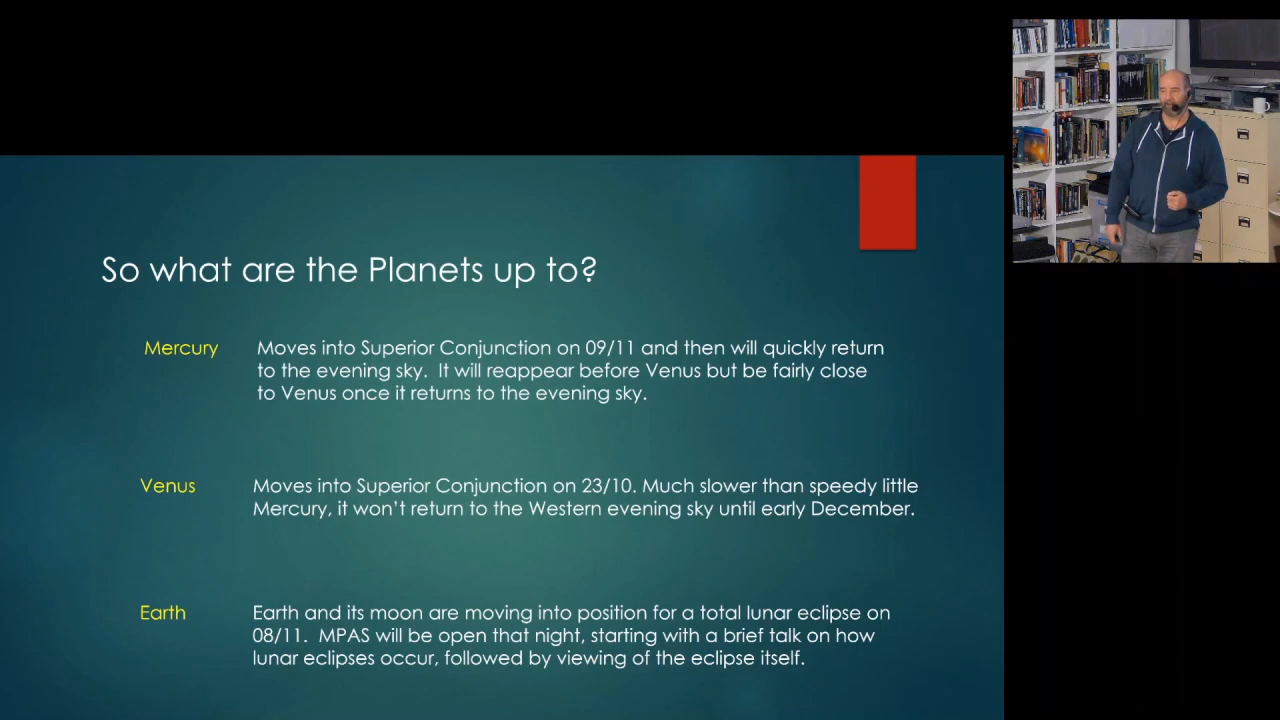 So what are the Planets up to?
Mercury
Moves into Superior Conjunction on 09/11 and then will quickly return
to the evening sky.  It will reappear before Venus but be fairly close
to Venus once it returns to the evening sky.
Venus
Moves into Superior Conjunction on 23/10. Much slower than speedy little
Mercury, it won’t return to the Western evening sky until early December.
Earth
Earth and its moon are moving into position for a total lunar eclipse on
08/11.  MPAS will be open that night, starting with a brief talk on how
lunar eclipses occur, followed by viewing of the eclipse itself.